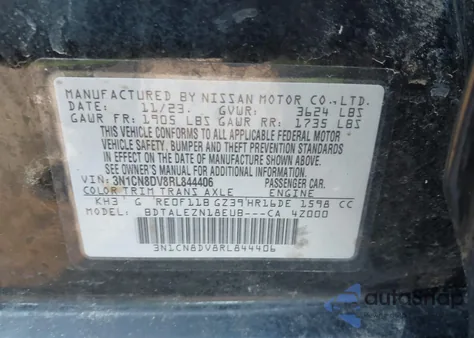 MANUFACTURED BY NISSAN MOTOR CO.,LTD.
DATE: 11/23. GVWR: 3624 LBS
GAWR FR: 1905 LBS GAWR RR: 1735 LBS
THIS VEHICLE CONFORMS TO ALL APPLICABLE FEDERAL MOTOR
VEHICLE SAFETY, BUMPER, AND THEFT PREVENTION STANDARDS
IN EFFECT ON THE DATE OF MANUFACTURE SHOWN ABOVE.
SEE OWNER CARE MANUAL FOR ADDITIONAL INFORMATION.
VIN: 3N1CN8DV8RL844406 PASSENGER CAR.
COLOR TRIM TRANS AXLE ENGINE
KH3 G RE0F11B GZ39 HR16DE 1598 CC
MODEL: BDTALEZN18EUB---CA 4Z000
3N1CN8DV8RL844406
autosnap